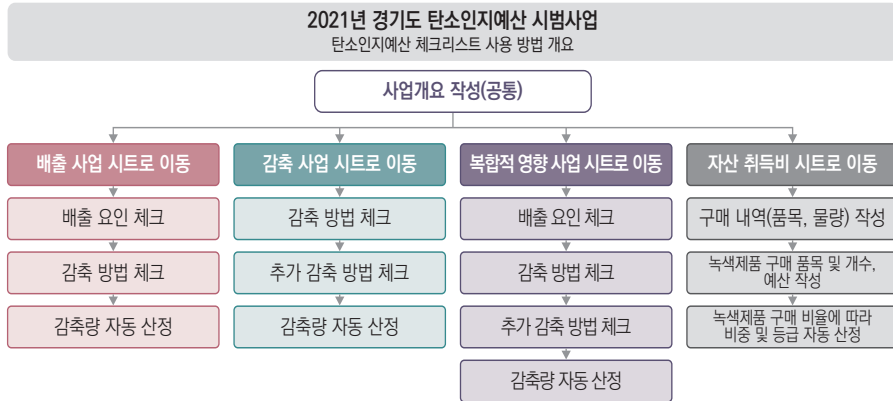 2021년 경기도 탄소인지예산 시범사업
탄소인지예산 체크리스트 사용 방법 개요
사업개요 작성(공통)
배출 사업 시트로 이동
배출 요인 체크
감축 방법 체크
감축량 자동 산정
감축 사업 시트로 이동
감축 방법 체크
추가 감축 방법 체크
감축량 자동 산정
복합적 영향 사업 시트로 이동
배출 요인 체크
감축 방법 체크
추가 감축 방법 체크
감축량 자동 산정
자산 취득비 시트로 이동
구매 내역(품목, 물량) 작성
녹색제품 구매 품목 및 개수,
예산 작성
녹색제품 구매 비율에 따라
비중 및 등급 자동 산정